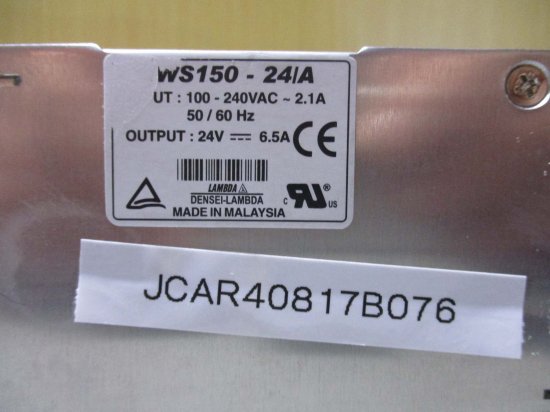 WS150 - 24/A
UT : 100 - 240VAC ~ 2.1A
50 / 60 Hz
OUTPUT : 24V ⎓ 6.5A
CE
LAMBDA
DENSEI-LAMBDA
MADE IN MALAYSIA
c RU us
JCAR40817B076